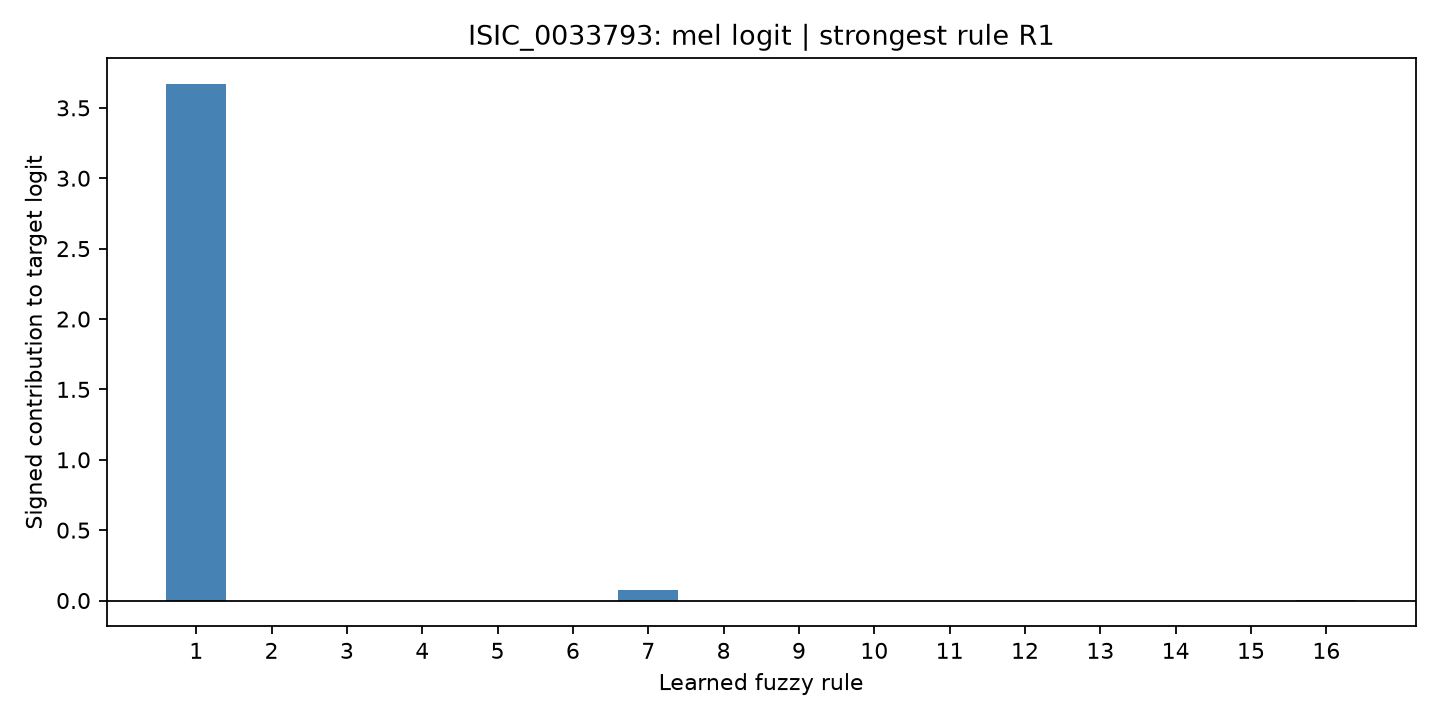 ISIC_0033793: mel logit | strongest rule R1
Signed contribution to target logit
3.5
3.0
2.5
2.0
1.5
1.0
0.5
0.0
1 2 3 4 5 6 7 8 9 10 11 12 13 14 15 16
Learned fuzzy rule